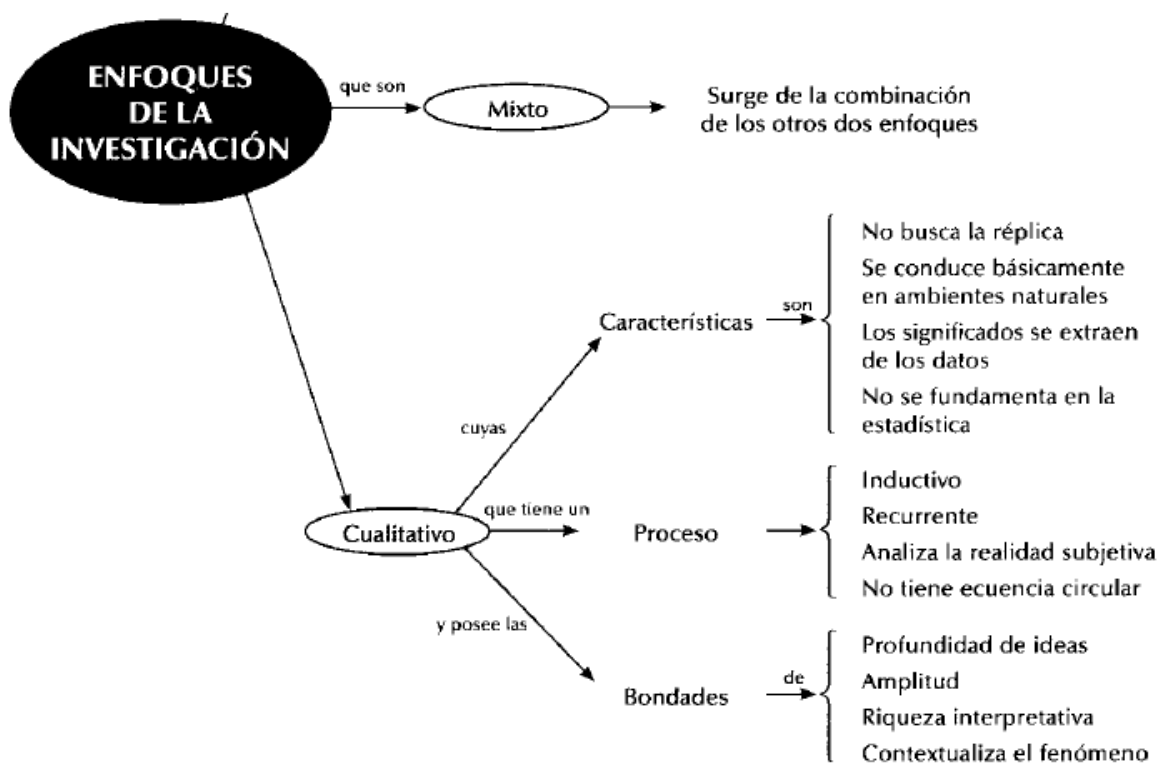 ENFOQUES
DE LA
INVESTIGACIÓN
que son
Mixto
Surge de la combinación
de los otros dos enfoques
cuyas
Características
son
No busca la réplica
Se conduce básicamente
en ambientes naturales
Los significados se extraen
de los datos
No se fundamenta en la
estadística
Cualitativo
que tiene un
Proceso
Inductivo
Recurrente
Analiza la realidad subjetiva
No tiene ecuencia circular
y posee las
Bondades
de
Profundidad de ideas
Amplitud
Riqueza interpretativa
Contextualiza el fenómeno